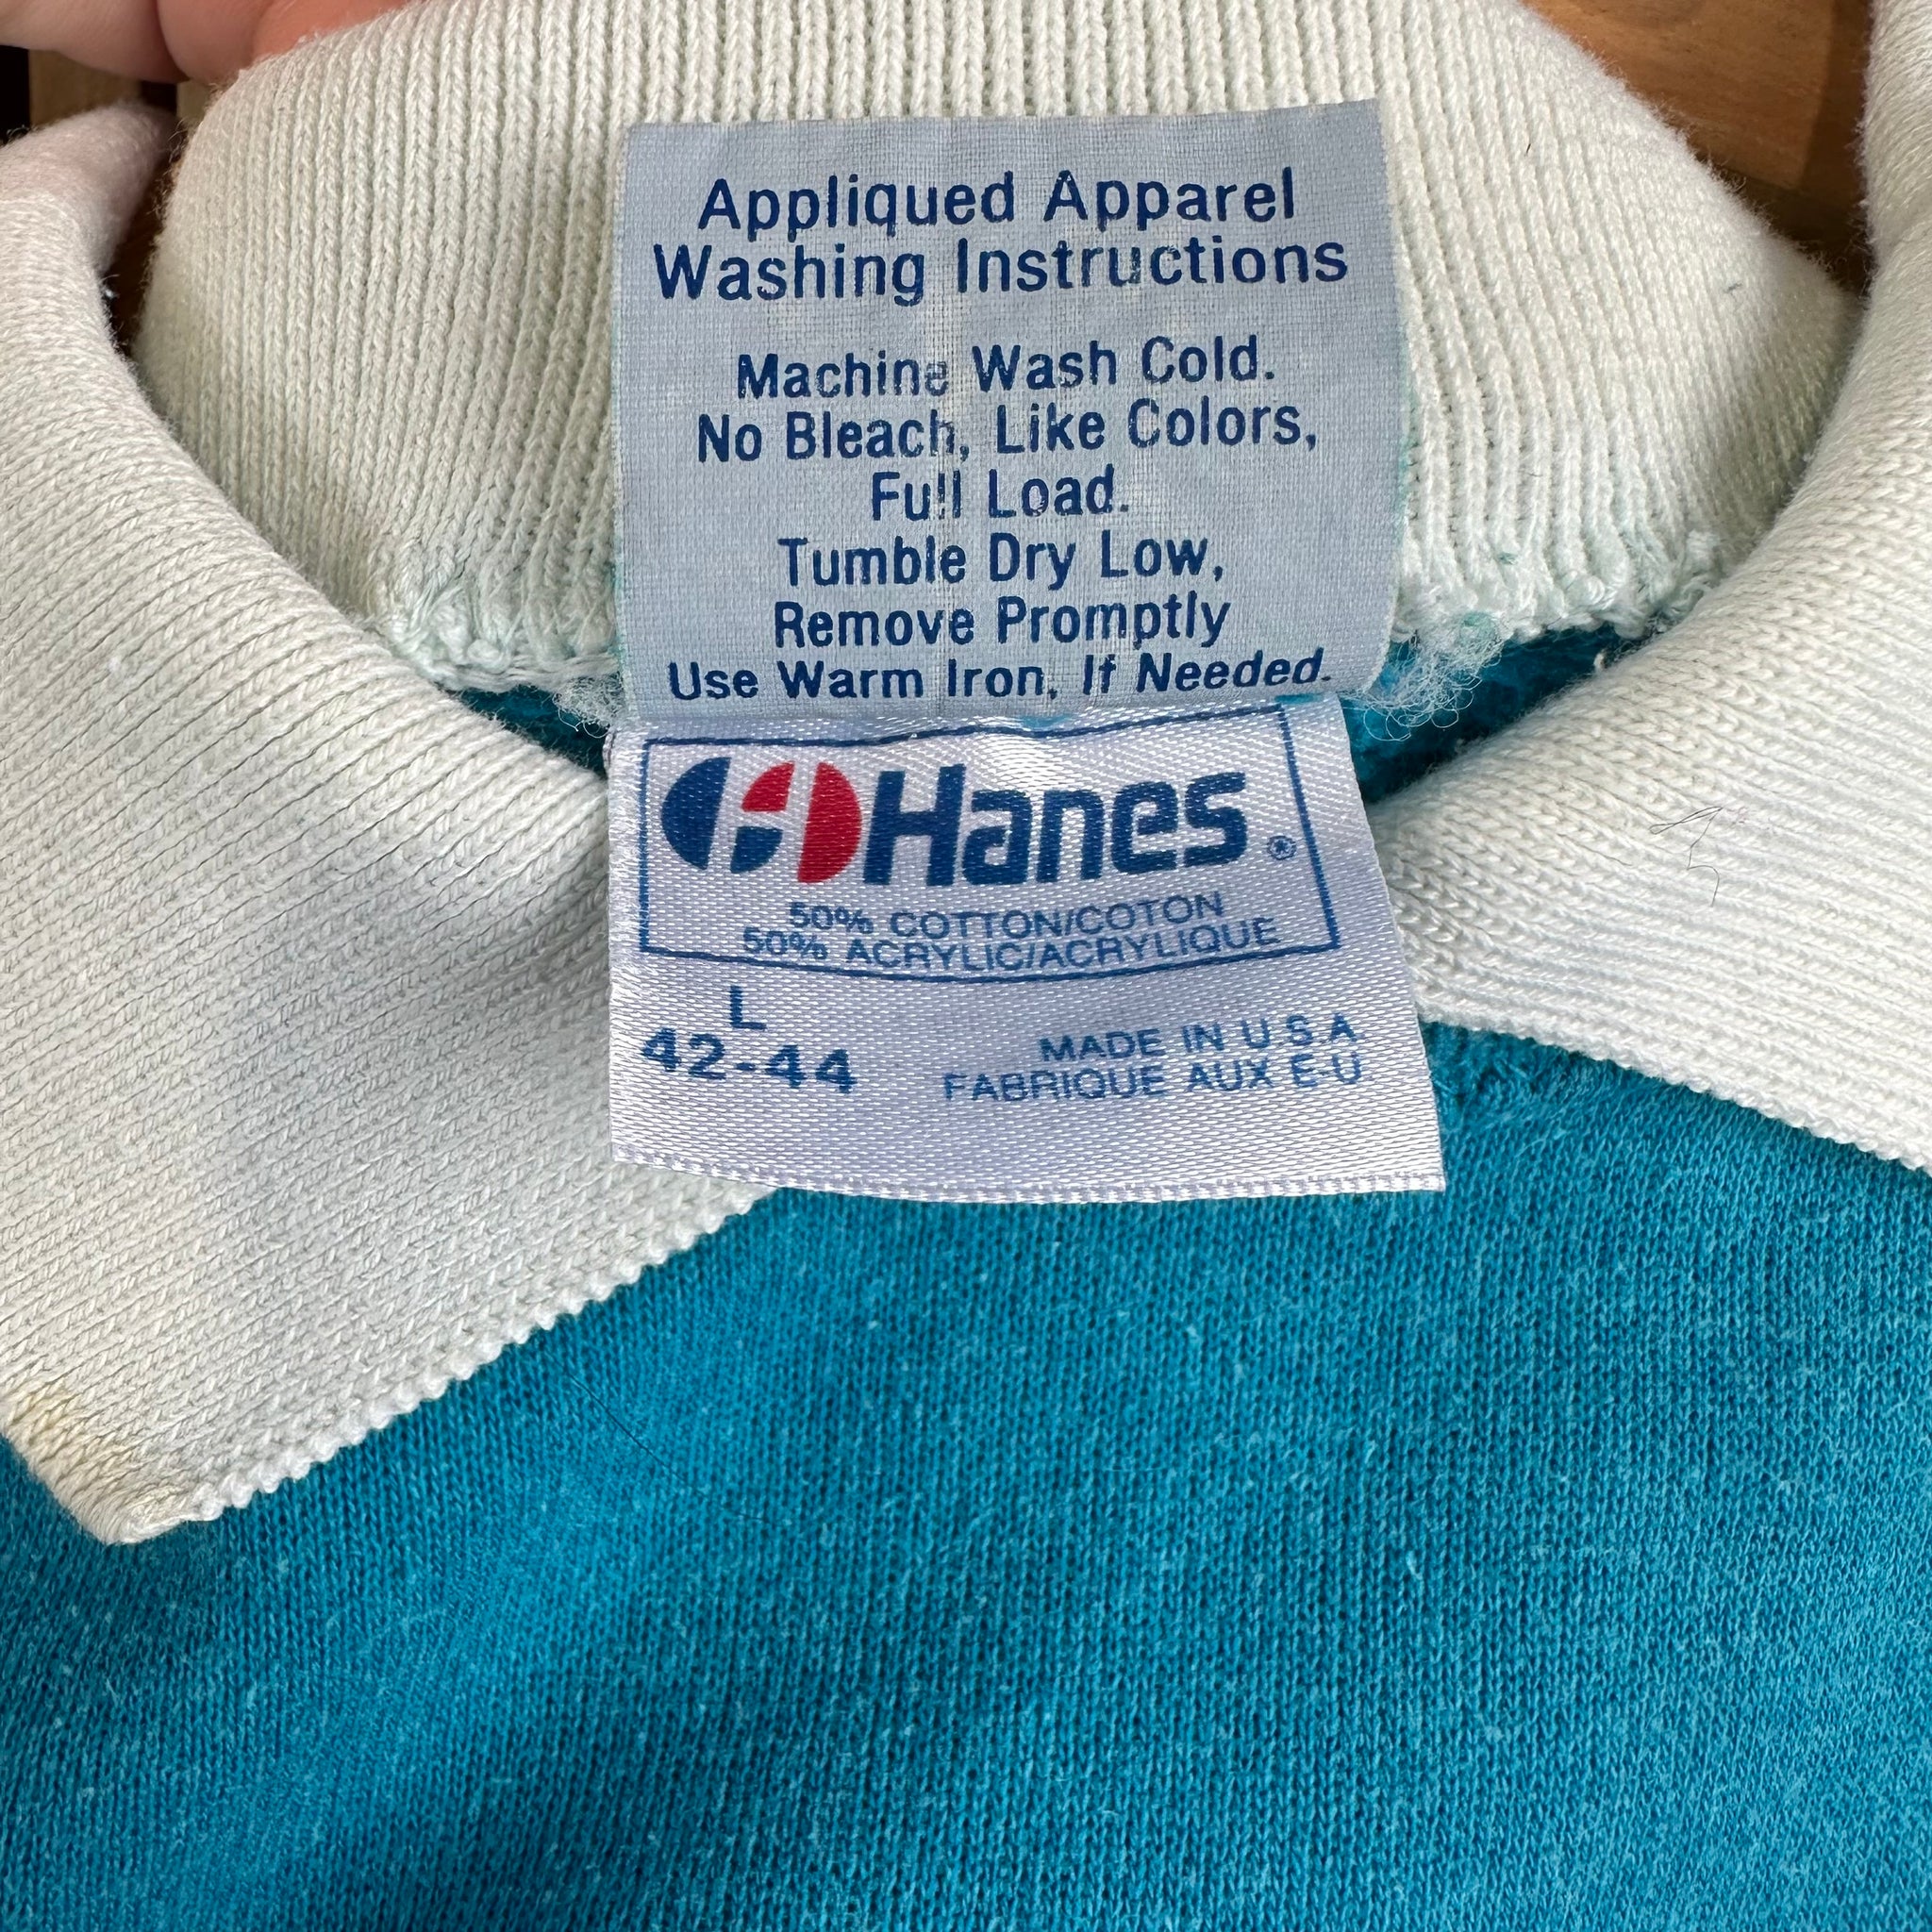 Appliqued Apparel
Washing Instructions
Machine Wash Cold.
No Bleach, Like Colors,
Full Load.
Tumble Dry Low,
Remove Promptly
Use Warm Iron, If Needed.
Hanes®
50% COTTON/COTON
50% ACRYLIC/ACRYLIQUE
L
42-44
MADE IN U.S.A
FABRIQUE AUX E-U